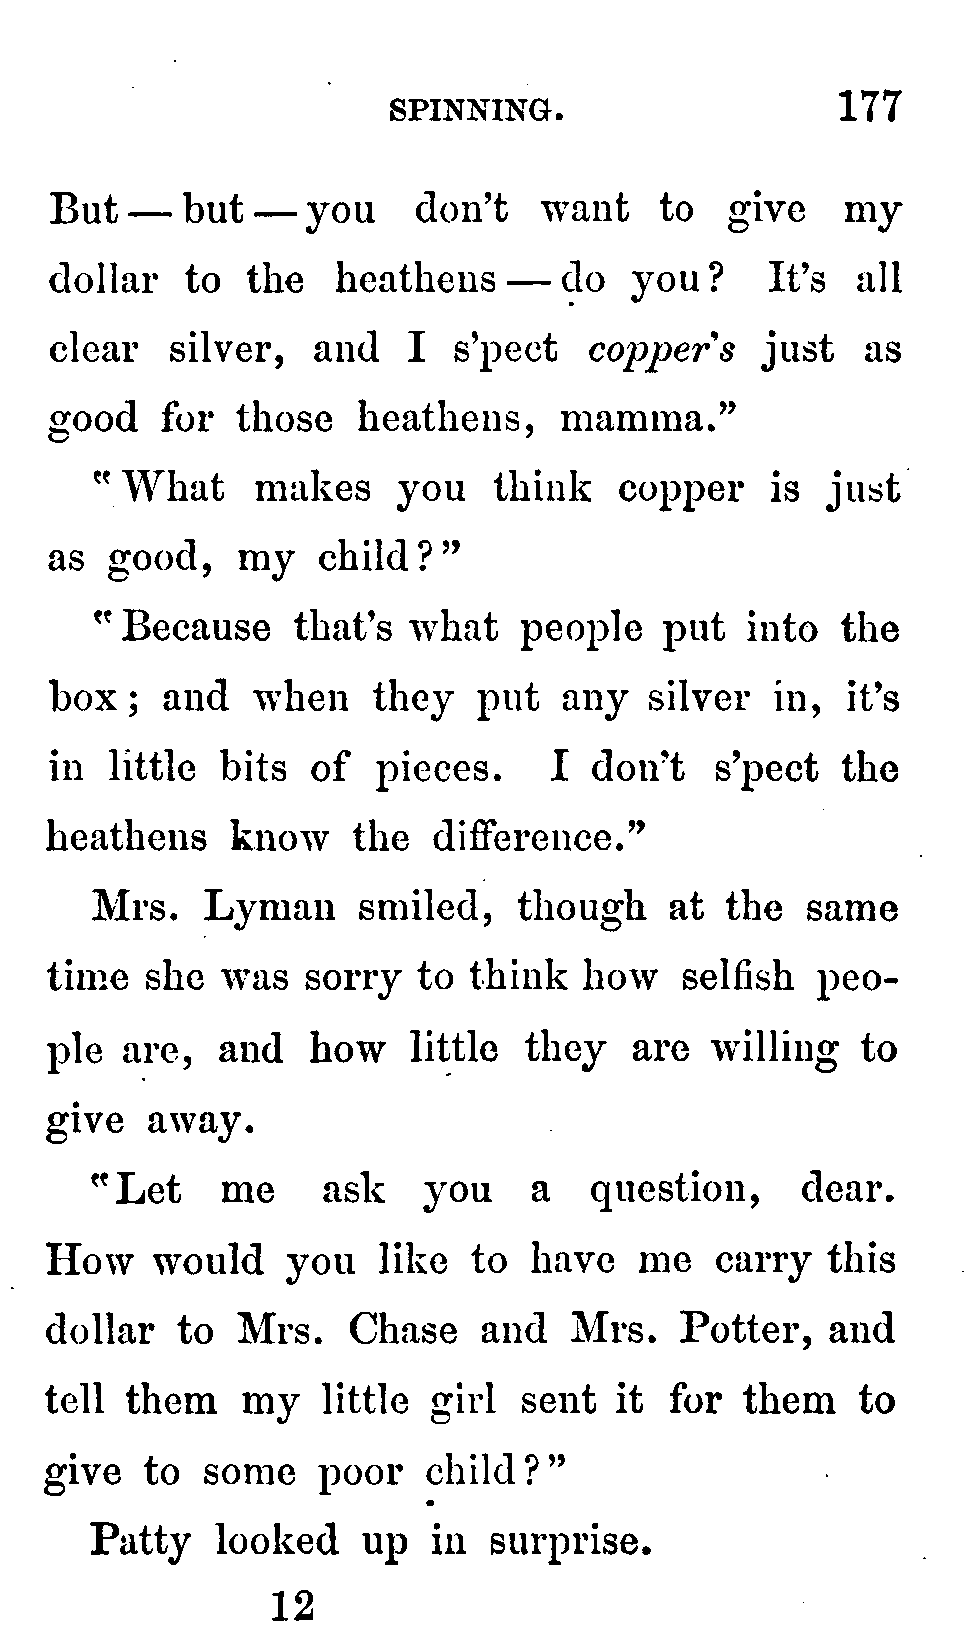 SPINNING. 177
But — but — you don't want to give my
dollar to the heathens — do you? It's all
clear silver, and I s'pect copper's just as
good for those heathens, mamma."
"What makes you think copper is just
as good, my child?"
"Because that's what people put into the
box; and when they put any silver in, it's
in little bits of pieces. I don't s'pect the
heathens know the difference."
Mrs. Lyman smiled, though at the same
time she was sorry to think how selfish peo-
ple are, and how little they are willing to
give away.
"Let me ask you a question, dear.
How would you like to have me carry this
dollar to Mrs. Chase and Mrs. Potter, and
tell them my little girl sent it for them to
give to some poor child?"
Patty looked up in surprise.
12